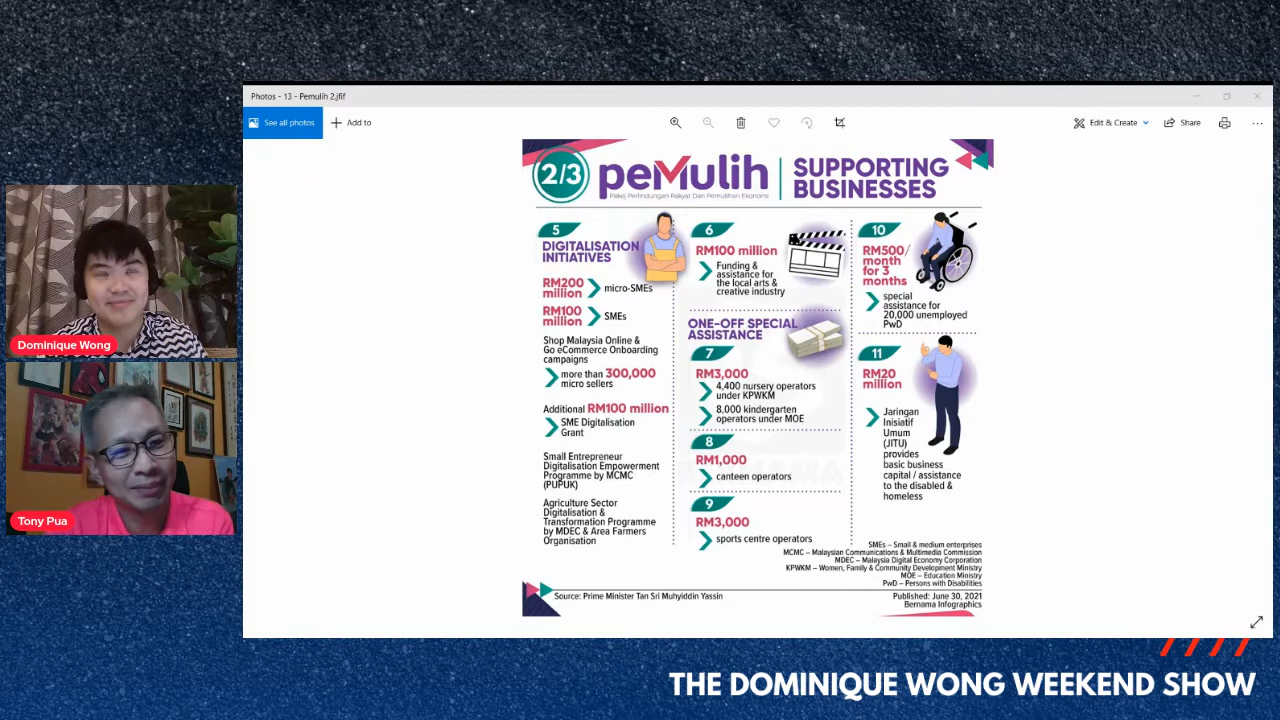 Photos - 13 - Pemulih 2.jfif
See all photos
Add to
Edit & Create
Share
2/3
peMulih
Pakej Perlindungan Rakyat Dan Pemulihan Ekonomi
SUPPORTING
BUSINESSES
5
DIGITALISATION
INITIATIVES
RM200
million
micro-SMEs
RM100
million
SMEs
Shop Malaysia Online &
Go eCommerce Onboarding
campaigns
more than 300,000
micro sellers
Additional RM100 million
SME Digitalisation
Grant
Small Entrepreneur
Digitalisation Empowerment
Programme by MCMC
(PUPUK)
Agriculture Sector
Digitalisation &
Transformation Programme
by MDEC & Area Farmers
Organisation
6
RM100 million
Funding &
assistance for
the local arts &
creative industry
ONE-OFF SPECIAL
ASSISTANCE
7
RM3,000
4,400 nursery operators
under KPWKM
8,000 kindergarten
operators under MOE
8
RM1,000
canteen operators
9
RM3,000
sports centre operators
10
RM500/
month
for 3
months
special
assistance for
20,000 unemployed
PwD
11
RM20
million
Jaringan
Inisiatif
Umum
(JITU)
provides
basic business
capital / assistance
to the disabled &
homeless
SMEs – Small & medium enterprises
MCMC – Malaysian Communications & Multimedia Commission
MDEC – Malaysia Digital Economy Corporation
KPWKM – Women, Family & Community Development Ministry
MOE – Education Ministry
PwD – Persons with Disabilities
Source: Prime Minister Tan Sri Muhyiddin Yassin
Published: June 30, 2021
Bernama Infographics
Dominique Wong
Tony Pua
THE DOMINIQUE WONG WEEKEND SHOW